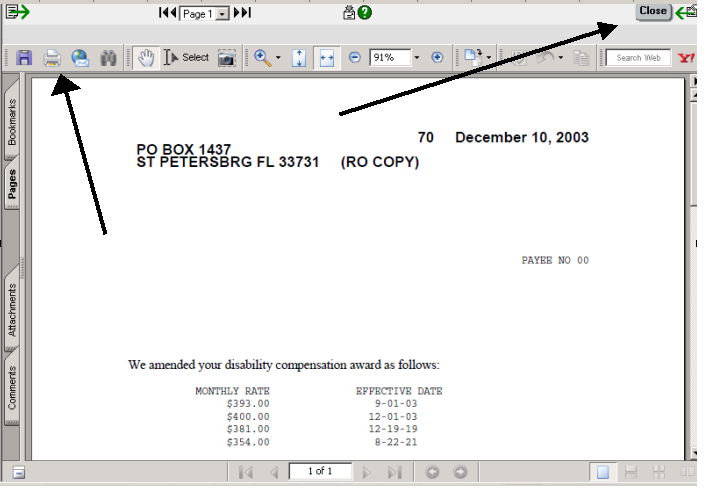 Page 1
Close
Select
91%
Search Web
Y!
Bookmarks
Pages
Attachments
Comments
70 December 10, 2003
PO BOX 1437
ST PETERSBRG FL 33731 (RO COPY)
PAYEE NO 00
We amended your disability compensation award as follows:
MONTHLY RATE EFFECTIVE DATE
$393.00 9-01-03
$400.00 12-01-03
$381.00 12-19-19
$354.00 8-22-21
1 of 1